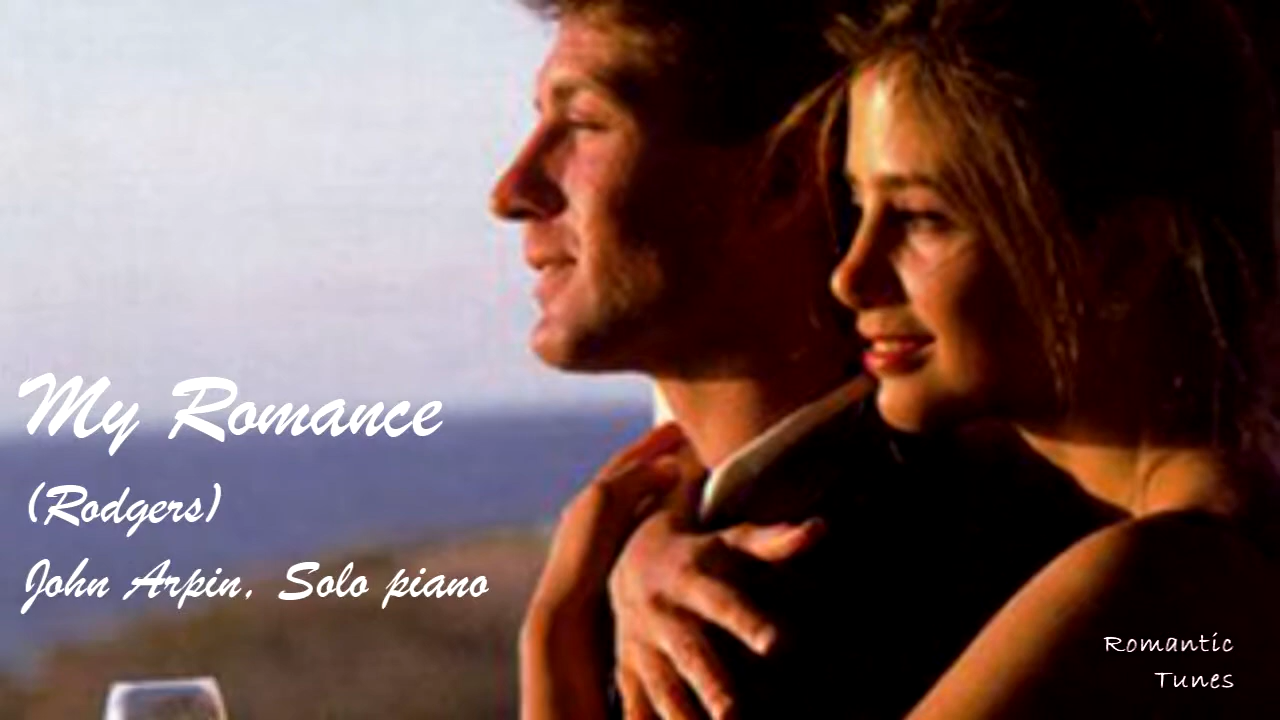 My Romance
(Rodgers)
John Arpin, Solo piano
Romantic
Tunes